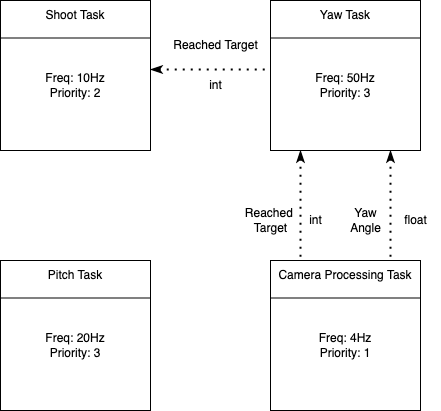 Shoot Task
Freq: 10Hz
Priority: 2
Reached Target
int
Yaw Task
Freq: 50Hz
Priority: 3
Reached
Target
int
Yaw
Angle
float
Pitch Task
Freq: 20Hz
Priority: 3
Camera Processing Task
Freq: 4Hz
Priority: 1